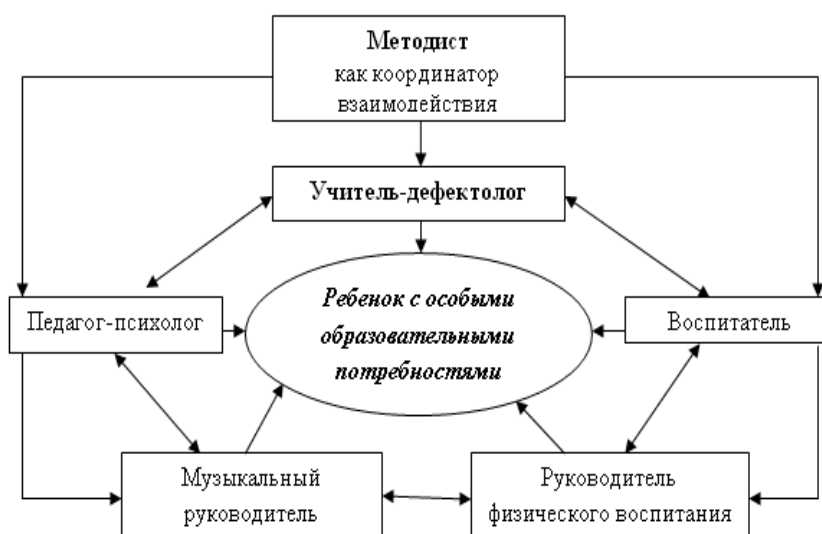 Методист
как координатор
взаимодействия
Учитель-дефектолог
Педагог-психолог
Ребенок с особыми
образовательными
потребностями
Воспитатель
Музыкальный
руководитель
Руководитель
физического воспитания